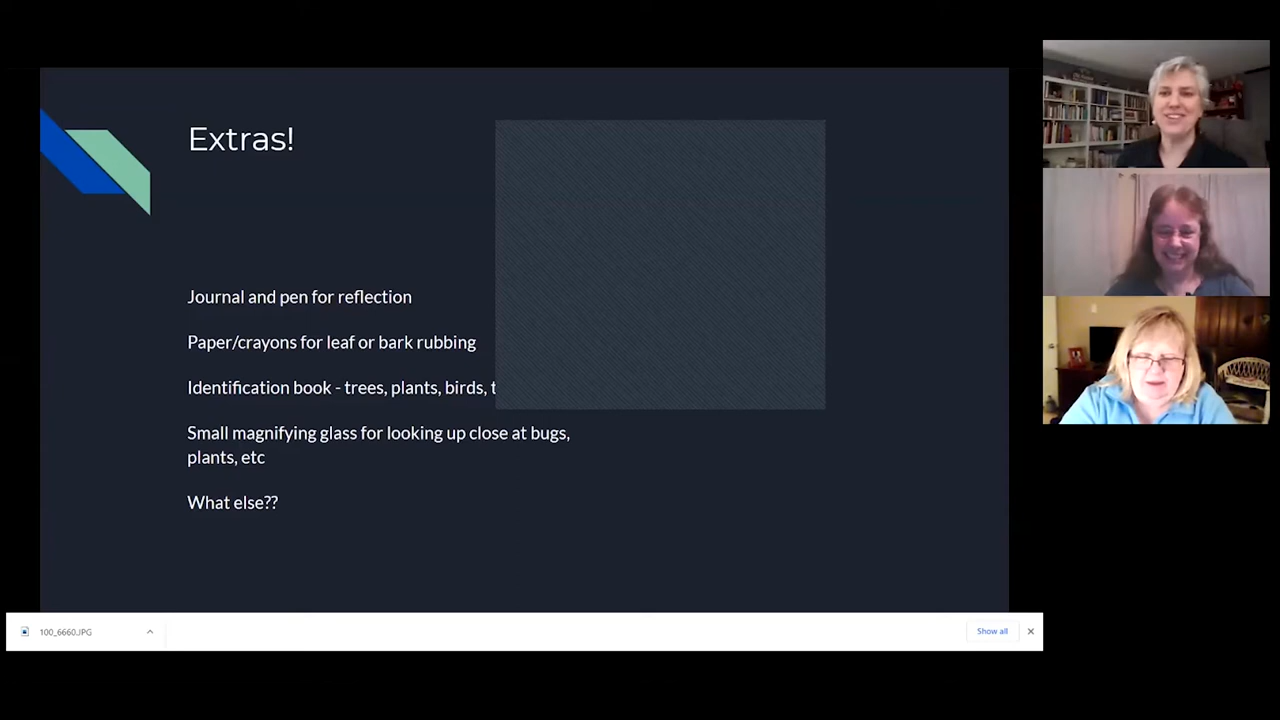 Extras!
Journal and pen for reflection
Paper/crayons for leaf or bark rubbing
Identification book - trees, plants, birds, t
Small magnifying glass for looking up close at bugs,
plants, etc
What else??
100_6660.JPG
Show all